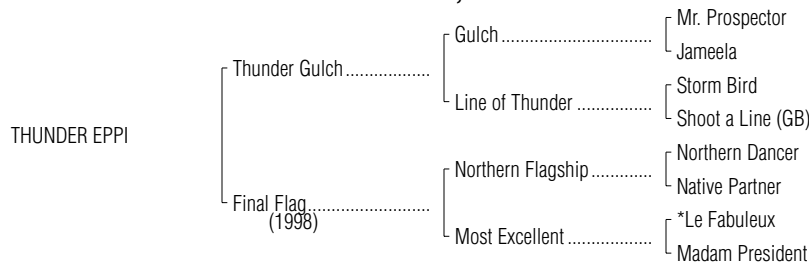 Mr. Prospector
Gulch
Jameela
Thunder Gulch
Storm Bird
Line of Thunder
Shoot a Line (GB)
THUNDER EPPI
Northern Dancer
Northern Flagship
Native Partner
Final Flag
(1998)
*Le Fabuleux
Most Excellent
Madam President